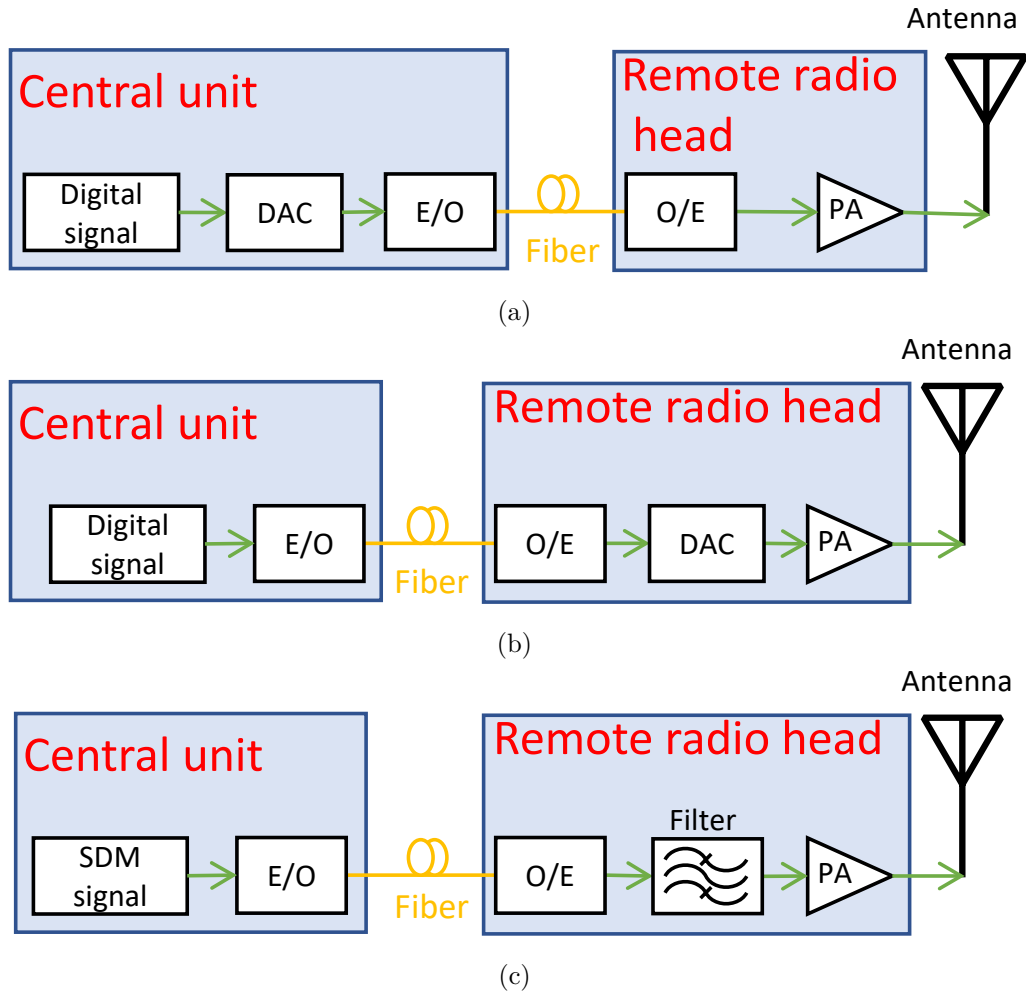 Antenna
Central unit
Remote radio
head
Digital
signal
DAC
E/O
Fiber
O/E
PA
(a)
Antenna
Central unit
Remote radio head
Digital
signal
E/O
Fiber
O/E
DAC
PA
(b)
Antenna
Central unit
Remote radio head
SDM
signal
E/O
Fiber
O/E
Filter
PA
(c)